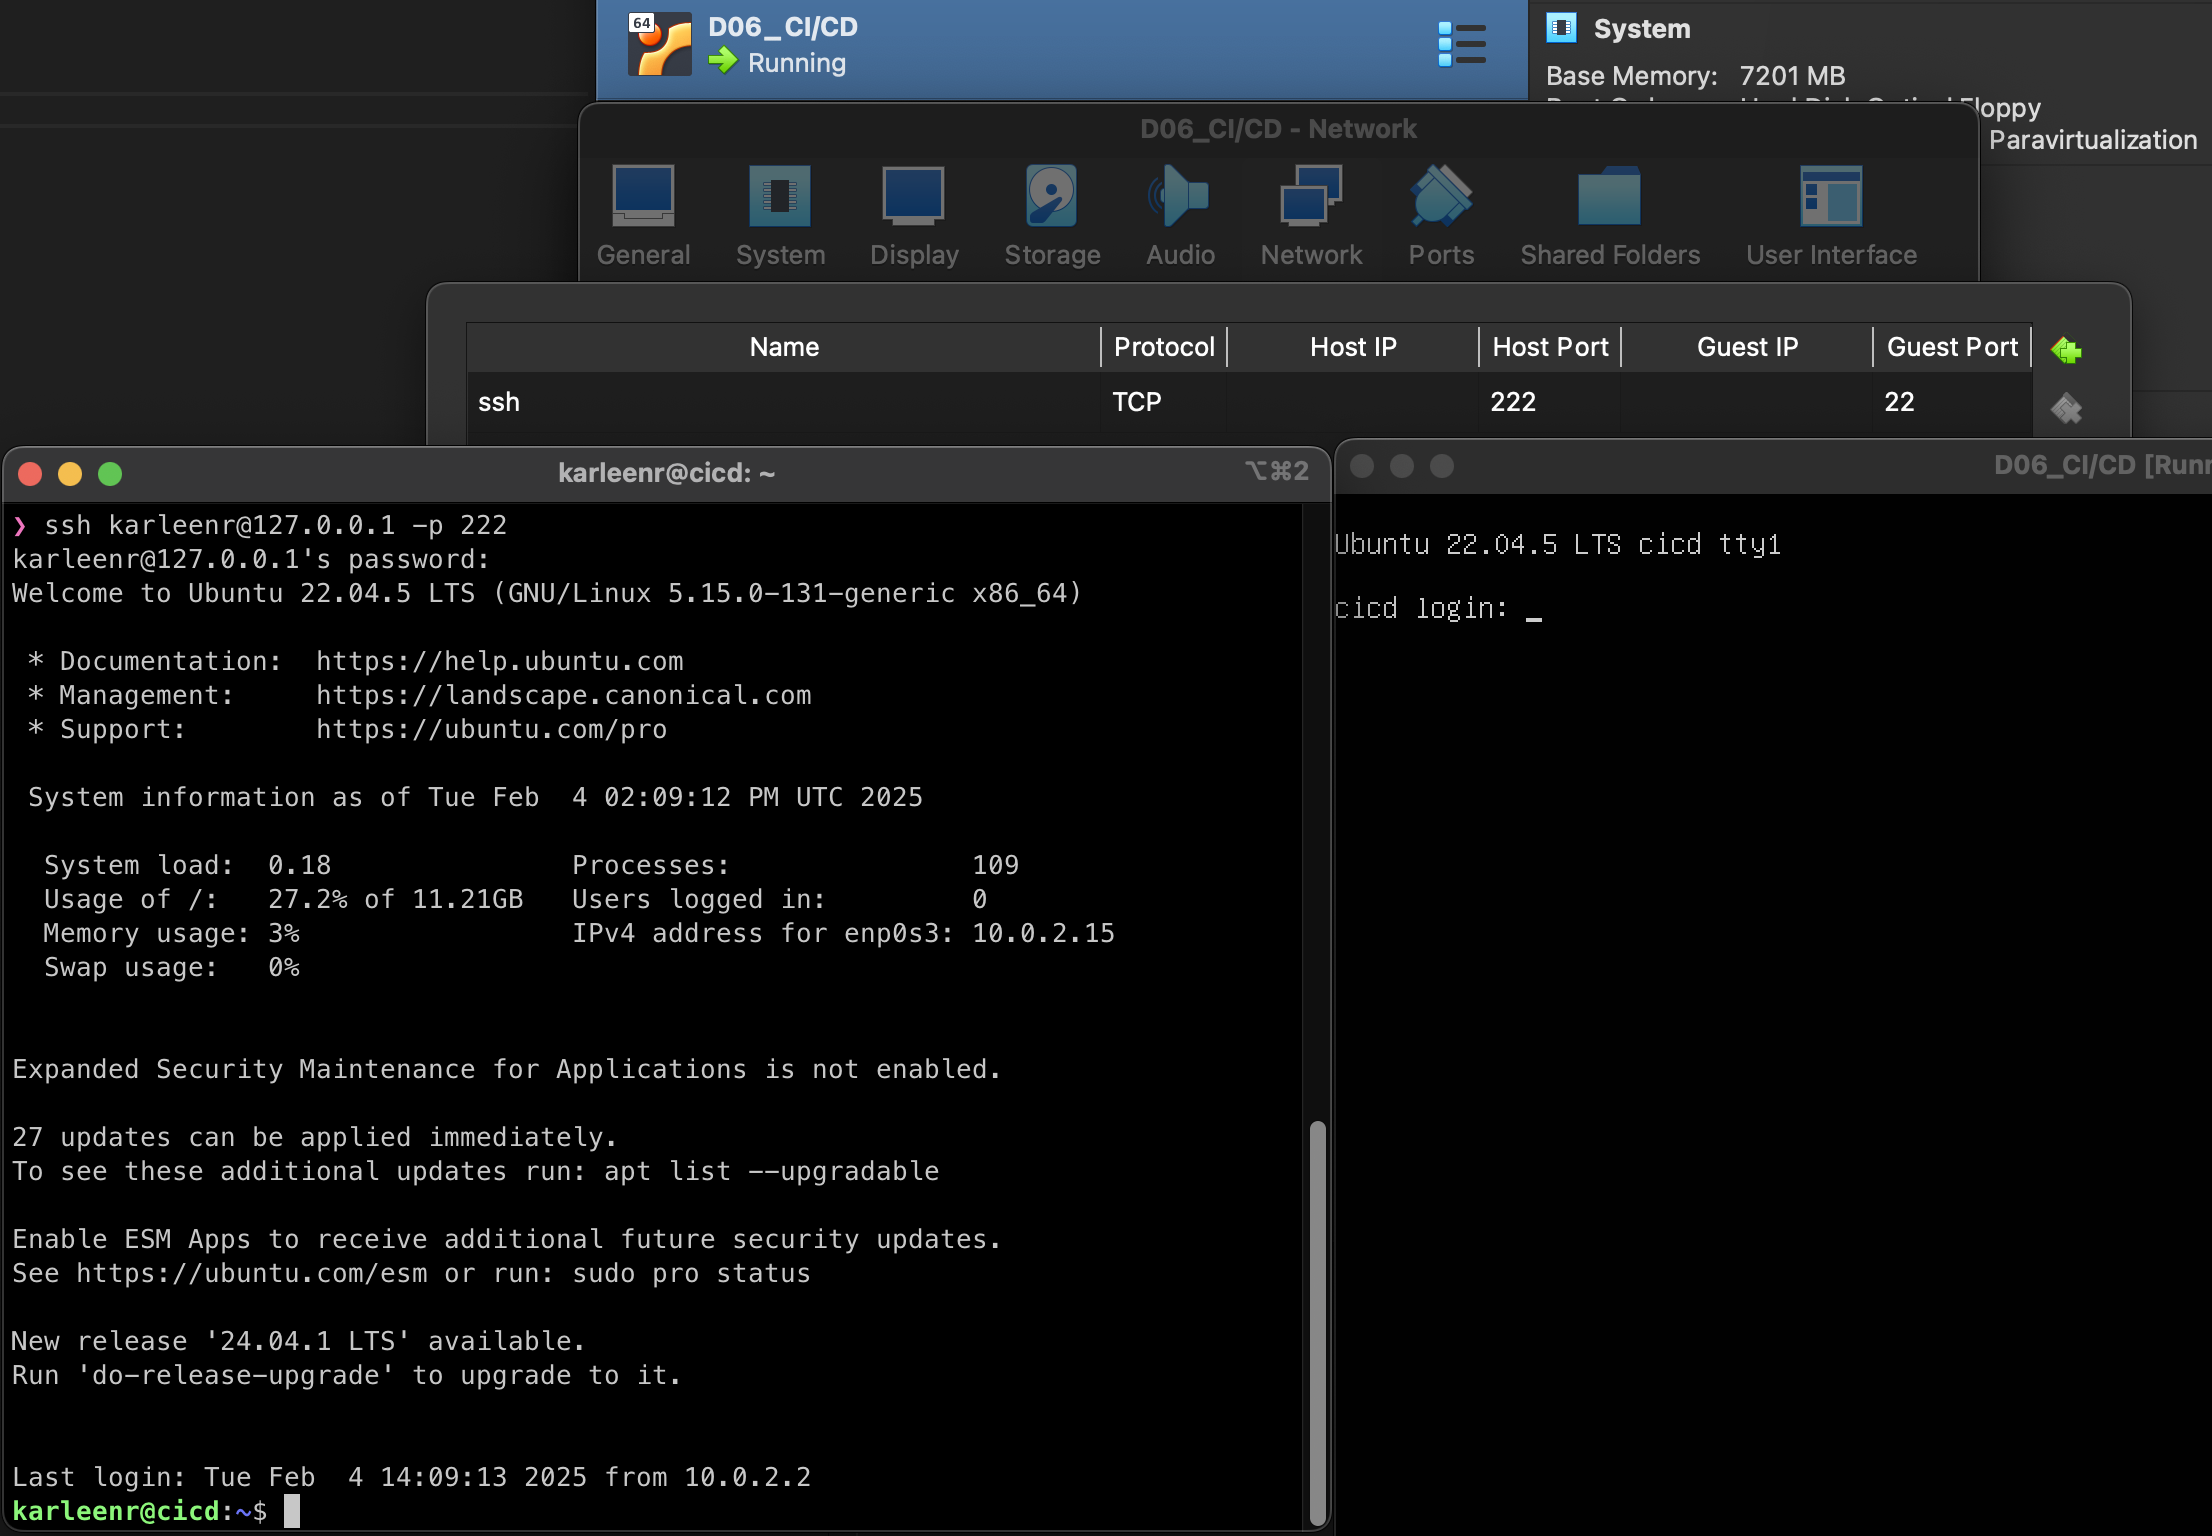 64
D06_CI/CD
Running
System
Base Memory: 7201 MB
Floppy
Paravirtualization
D06_CI/CD - Network
General System Display Storage Audio Network Ports Shared Folders User Interface
Name Protocol Host IP Host Port Guest IP Guest Port
ssh TCP 222 22
karleenr@cicd: ~ ⌥⌘2
❯ ssh karleenr@127.0.0.1 -p 222
karleenr@127.0.0.1's password:
Welcome to Ubuntu 22.04.5 LTS (GNU/Linux 5.15.0-131-generic x86_64)
* Documentation: https://help.ubuntu.com
* Management: https://landscape.canonical.com
* Support: https://ubuntu.com/pro
System information as of Tue Feb 4 02:09:12 PM UTC 2025
System load: 0.18 Processes: 109
Usage of /: 27.2% of 11.21GB Users logged in: 0
Memory usage: 3% IPv4 address for enp0s3: 10.0.2.15
Swap usage: 0%
Expanded Security Maintenance for Applications is not enabled.
27 updates can be applied immediately.
To see these additional updates run: apt list --upgradable
Enable ESM Apps to receive additional future security updates.
See https://ubuntu.com/esm or run: sudo pro status
New release '24.04.1 LTS' available.
Run 'do-release-upgrade' to upgrade to it.
Last login: Tue Feb 4 14:09:13 2025 from 10.0.2.2
karleenr@cicd:~$
D06_CI/CD [Runn
Ubuntu 22.04.5 LTS cicd tty1
cicd login: _